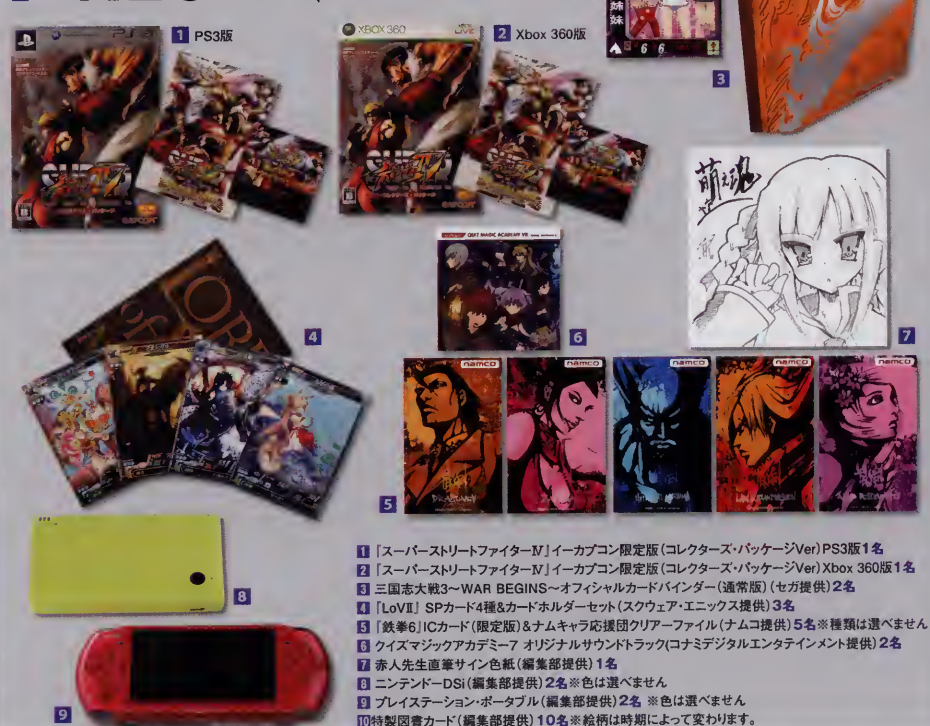 姉
妹
6 6
1 PS3版
XBOX 360
LIVE
2 Xbox 360版
3
PS3
CAPCOM
CAPCOM
萌え魂
QUIZ MAGIC ACADEMY VII
4
6
7
namco
namco
namco
namco
namco
5
8
9
1 『スーパーストリートファイターⅣ』イーカプコン限定版(コレクターズ・パッケージVer)PS3版1名
2 『スーパーストリートファイターⅣ』イーカプコン限定版(コレクターズ・パッケージVer)Xbox 360版1名
3 三国志大戦3～WAR BEGINS～オフィシャルカードバインダー(通常版)(セガ提供)2名
4 『LoVⅡ』 SPカード4種&カードホルダーセット(スクウェア・エニックス提供)3名
5 『鉄拳6』ICカード(限定版)&ナムキャラ応援団クリアーファイル(ナムコ提供)5名※種類は選べません
6 クイズマジックアカデミー7 オリジナルサウンドトラック(コナミデジタルエンタテインメント提供)2名
7 赤人先生直筆サイン色紙(編集部提供)1名
8 ニンテンドーDSi(編集部提供)2名※色は選べません
9 プレイステーション・ポータブル(編集部提供)2名 ※色は選べません
10特製図書カード(編集部提供)10名※絵柄は時期によって変わります。